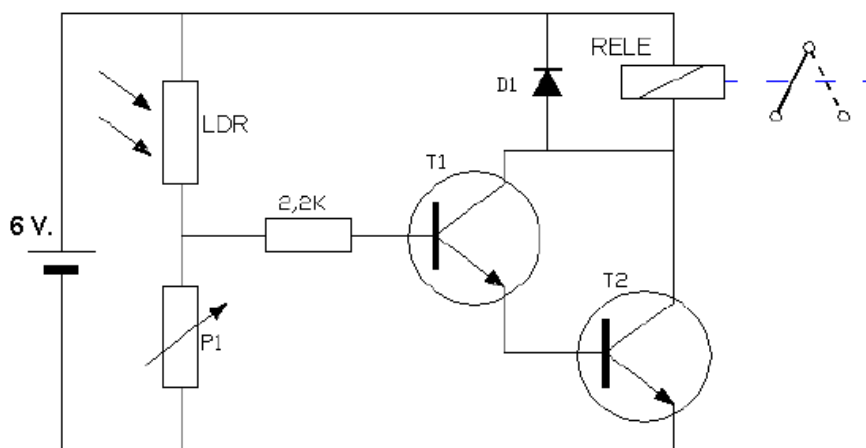 RELE
D1
LDR
T1
2,2K
6 V.
T2
P1